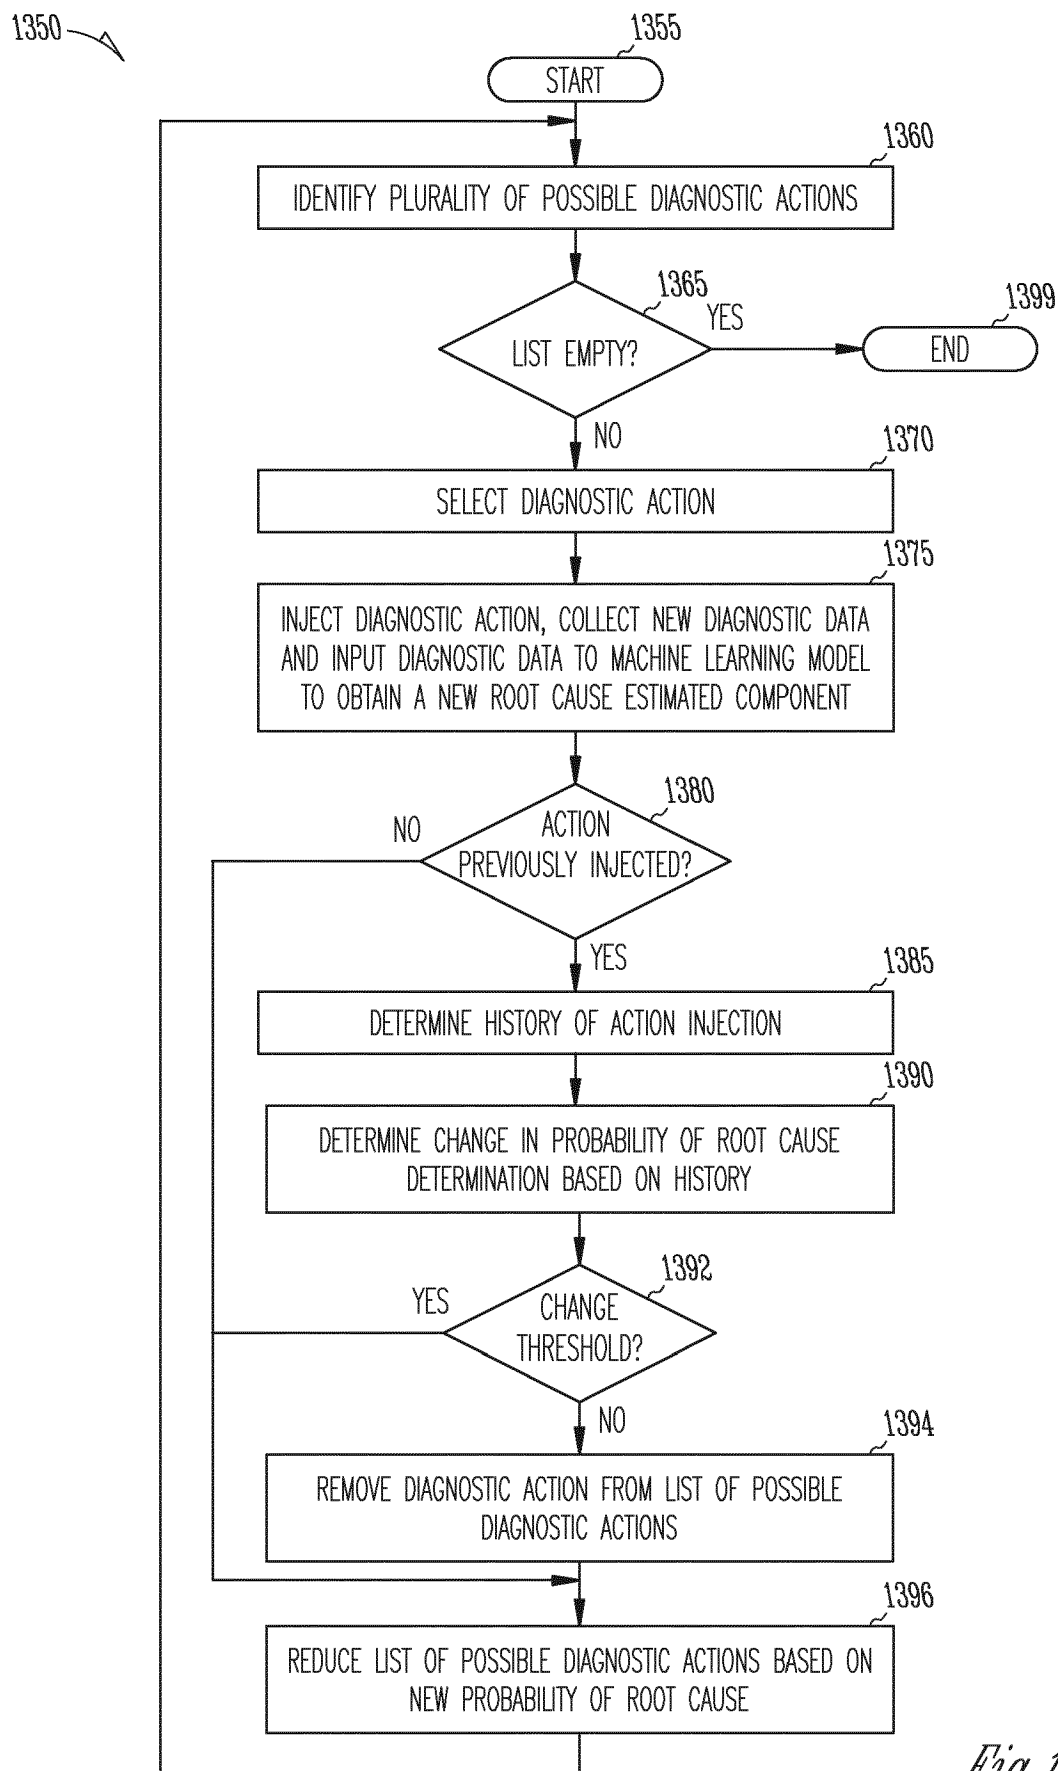 1350
1355
START
1360
IDENTIFY PLURALITY OF POSSIBLE DIAGNOSTIC ACTIONS
1365
YES
1399
LIST EMPTY?
END
NO
1370
SELECT DIAGNOSTIC ACTION
1375
INJECT DIAGNOSTIC ACTION, COLLECT NEW DIAGNOSTIC DATA
AND INPUT DIAGNOSTIC DATA TO MACHINE LEARNING MODEL
TO OBTAIN A NEW ROOT CAUSE ESTIMATED COMPONENT
1380
NO
ACTION
PREVIOUSLY INJECTED?
YES
1385
DETERMINE HISTORY OF ACTION INJECTION
1390
DETERMINE CHANGE IN PROBABILITY OF ROOT CAUSE
DETERMINATION BASED ON HISTORY
1392
YES
CHANGE
THRESHOLD?
NO
1394
REMOVE DIAGNOSTIC ACTION FROM LIST OF POSSIBLE
DIAGNOSTIC ACTIONS
1396
REDUCE LIST OF POSSIBLE DIAGNOSTIC ACTIONS BASED ON
NEW PROBABILITY OF ROOT CAUSE